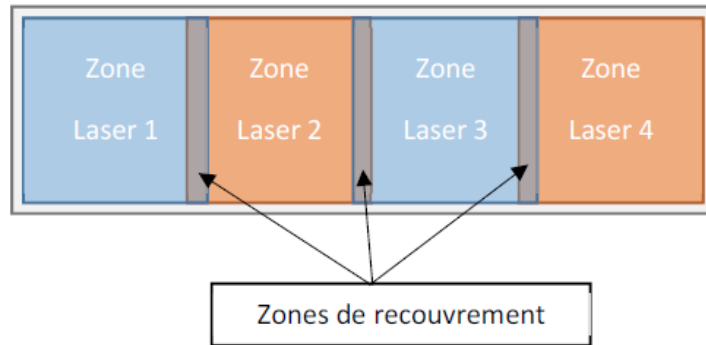 Zone Zone Zone Zone
Laser 1 Laser 2 Laser 3 Laser 4
Zones de recouvrement